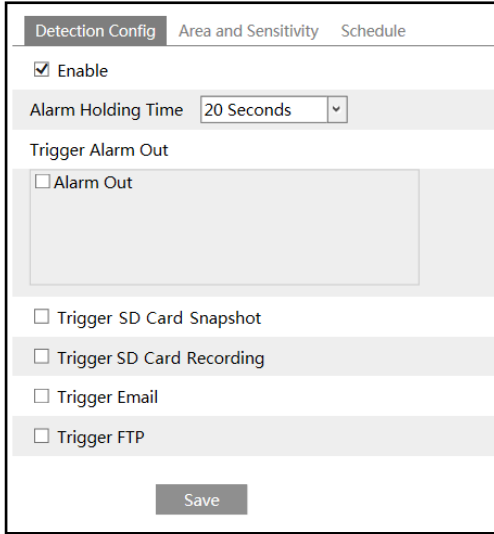 Detection Config Area and Sensitivity Schedule
Enable
Alarm Holding Time 20 Seconds
Trigger Alarm Out
Alarm Out
Trigger SD Card Snapshot
Trigger SD Card Recording
Trigger Email
Trigger FTP
Save